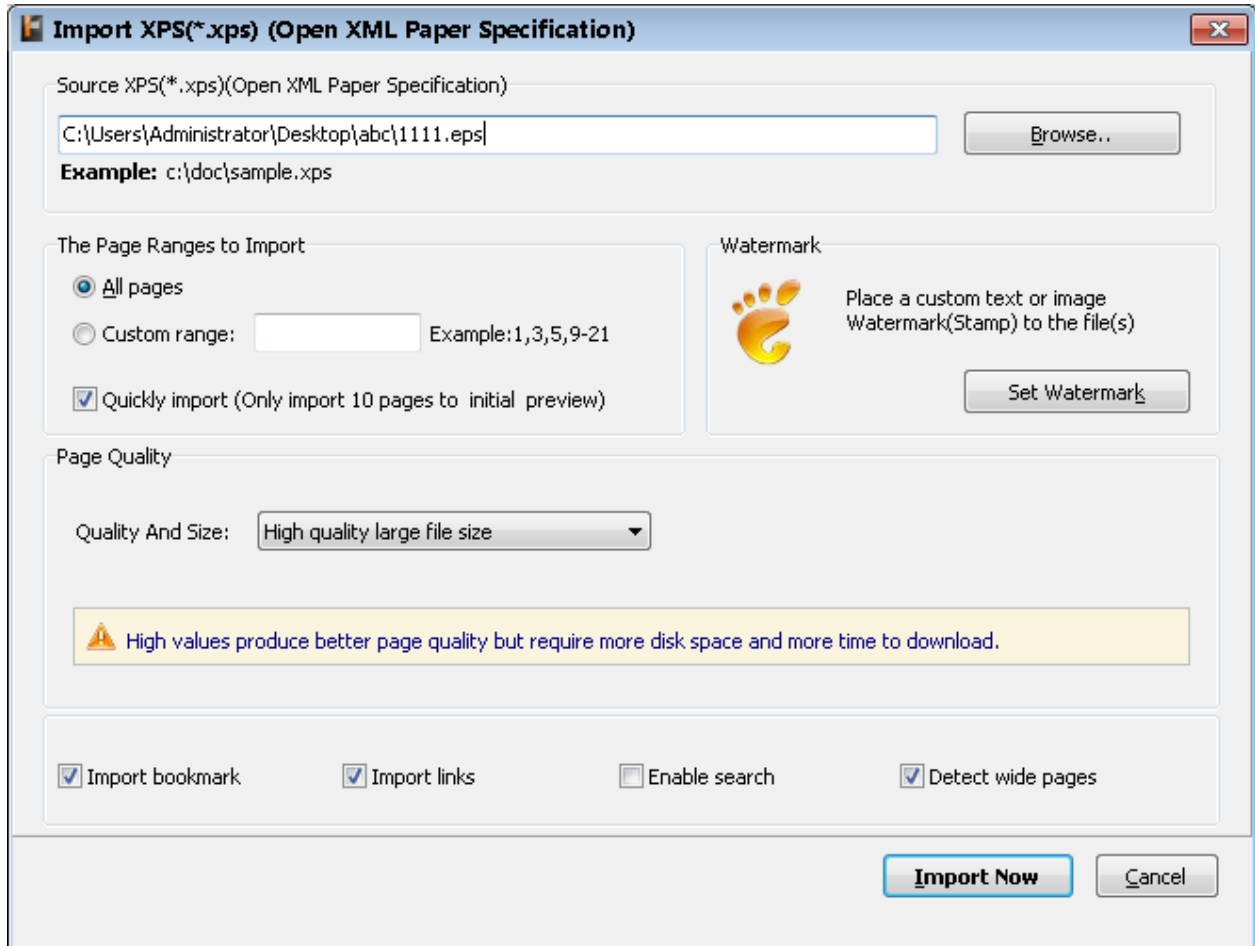 Import XPS(*.xps) (Open XML Paper Specification)
Source XPS(*.xps)(Open XML Paper Specification)
C:\Users\Administrator\Desktop\abc\1111.eps
Browse..
Example: c:\doc\sample.xps
The Page Ranges to Import
All pages
Custom range:
Example:1,3,5,9-21
Quickly import (Only import 10 pages to initial preview)
Watermark
Place a custom text or image
Watermark(Stamp) to the file(s)
Set Watermark
Page Quality
Quality And Size:
High quality large file size
High values produce better page quality but require more disk space and more time to download.
Import bookmark
Import links
Enable search
Detect wide pages
Import Now
Cancel